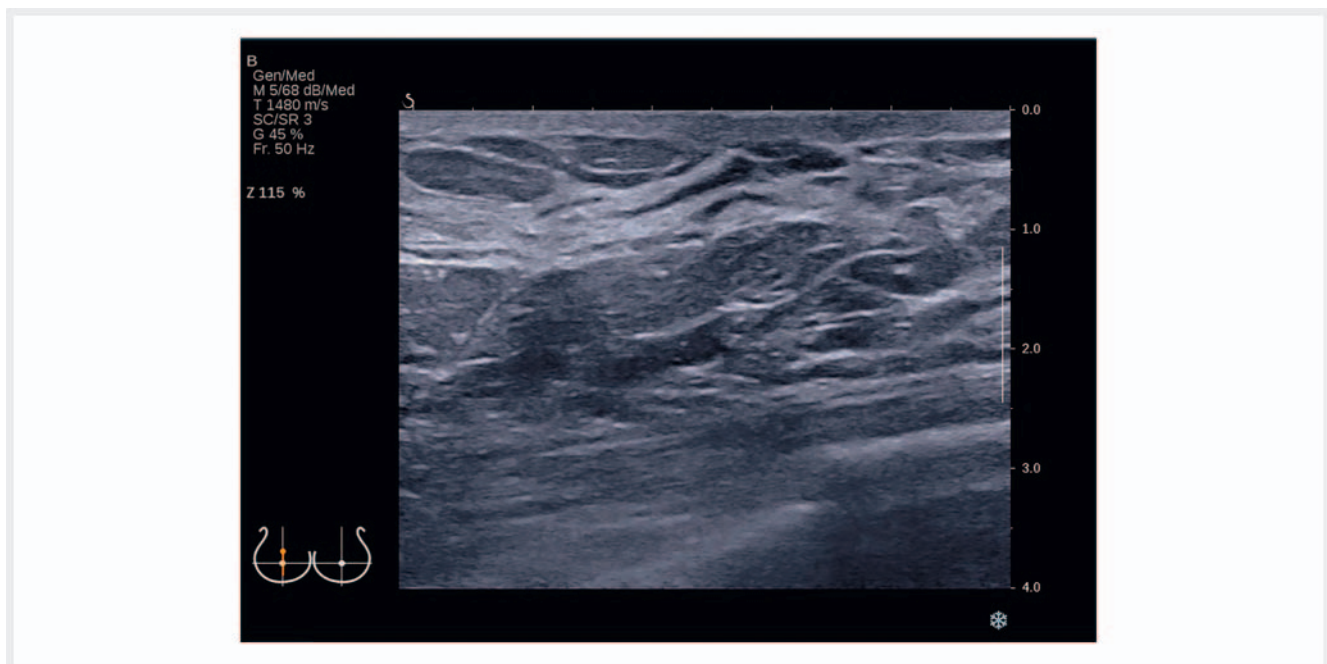 B
Gen/Med
M 5/68 dB/Med
T 1480 m/s
SC/SR 3
G 45 %
Fr. 50 Hz
Z 115 %
0.0
1.0
2.0
3.0
4.0